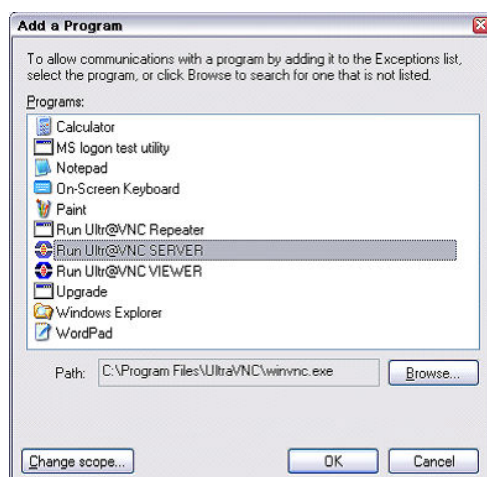 Add a Program
To allow communications with a program by adding it to the Exceptions list,
select the program, or click Browse to search for one that is not listed.
Programs:
Calculator
MS logon test utility
Notepad
On-Screen Keyboard
Paint
Run Ultr@VNC Repeater
Run Ultr@VNC SERVER
Run Ultr@VNC VIEWER
Upgrade
Windows Explorer
WordPad
Path: C:\Program Files\UltraVNC\winvnc.exe Browse...
Change scope... OK Cancel